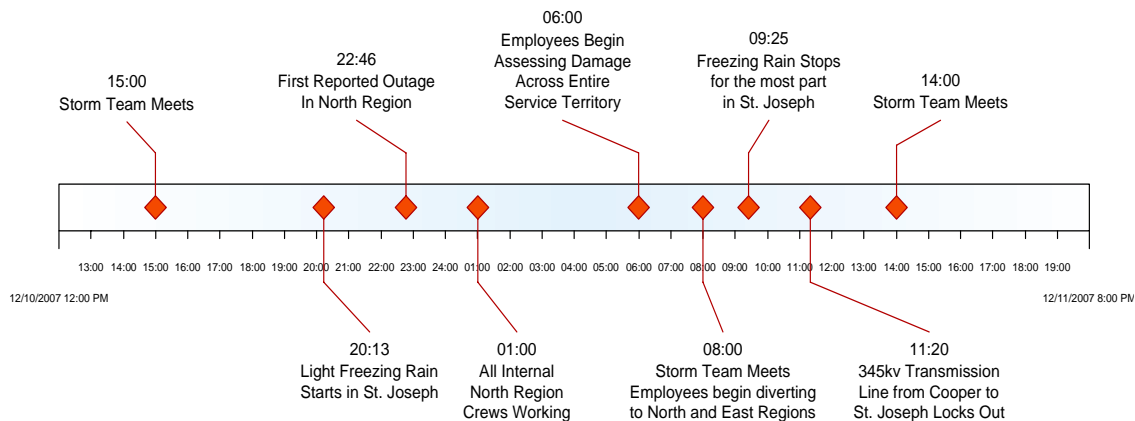 15:00
Storm Team Meets
22:46
First Reported Outage
In North Region
06:00
Employees Begin
Assessing Damage
Across Entire
Service Territory
09:25
Freezing Rain Stops
for the most part
in St. Joseph
14:00
Storm Team Meets
13:00 14:00 15:00 16:00 17:00 18:00 19:00 20:00 21:00 22:00 23:00 24:00 01:00 02:00 03:00 04:00 05:00 06:00 07:00 08:00 09:00 10:00 11:00 12:00 13:00 14:00 15:00 16:00 17:00 18:00 19:00
12/10/2007 12:00 PM
12/11/2007 8:00 PM
20:13
Light Freezing Rain
Starts in St. Joseph
01:00
All Internal
North Region
Crews Working
08:00
Storm Team Meets
Employees begin diverting
to North and East Regions
11:20
345kv Transmission
Line from Cooper to
St. Joseph Locks Out